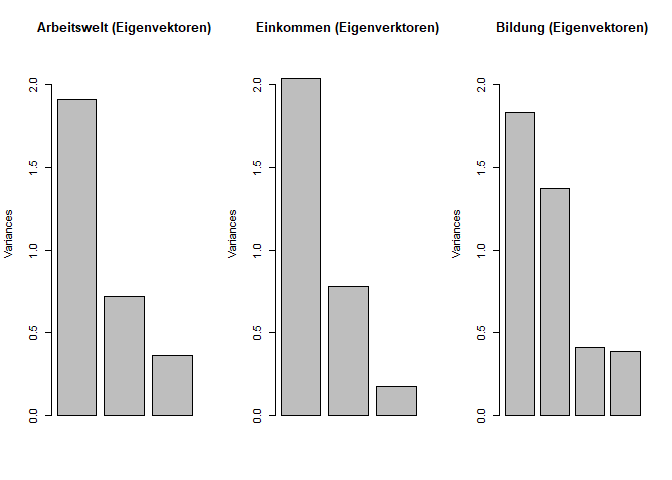 Arbeitswelt (Eigenvektoren)
Variances
0.0
0.5
1.0
1.5
2.0
Einkommen (Eigenverktoren)
Variances
0.0
0.5
1.0
1.5
2.0
Bildung (Eigenvektoren)
Variances
0.0
0.5
1.0
1.5
2.0